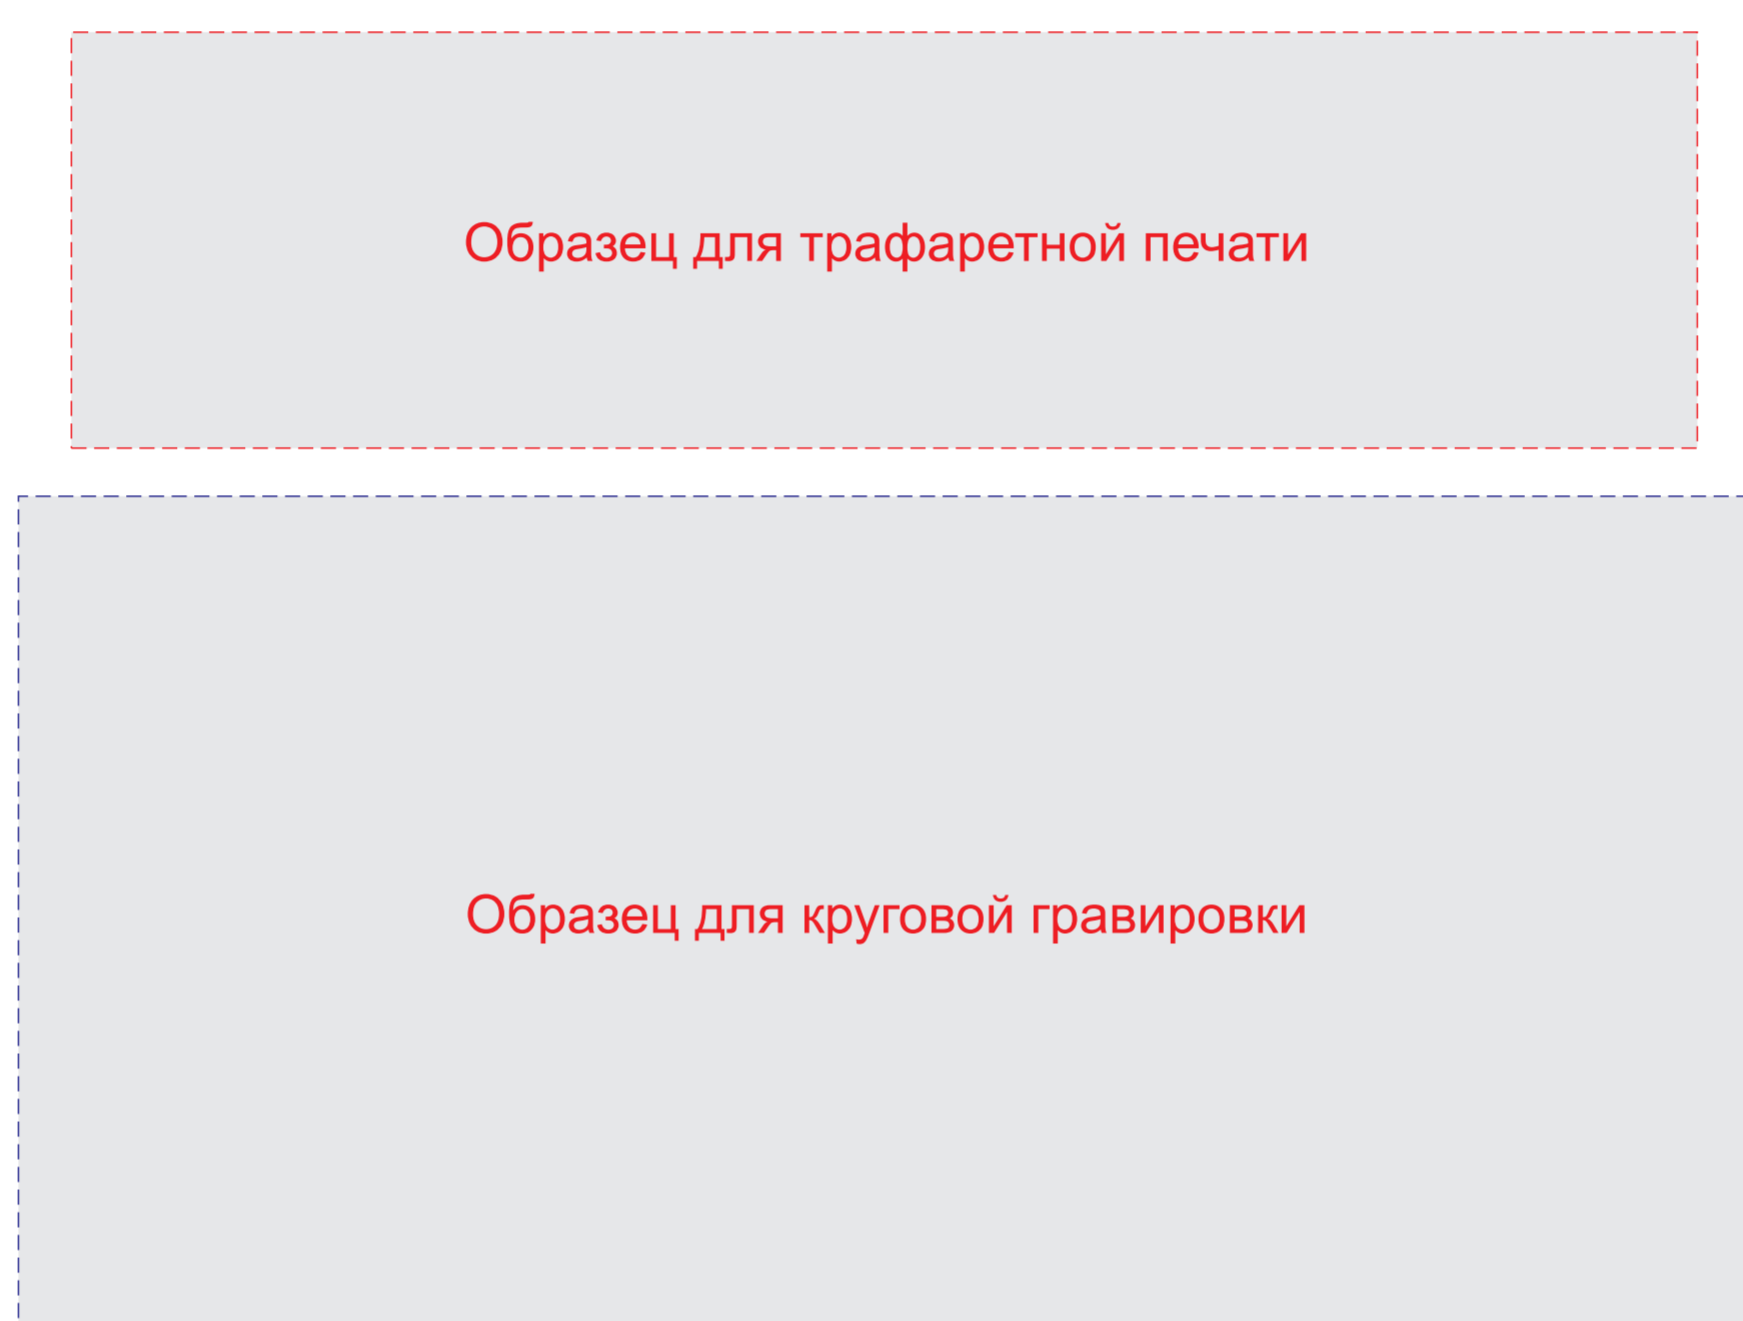 Образец для трафаретной печати
Образец для круговой гравировки